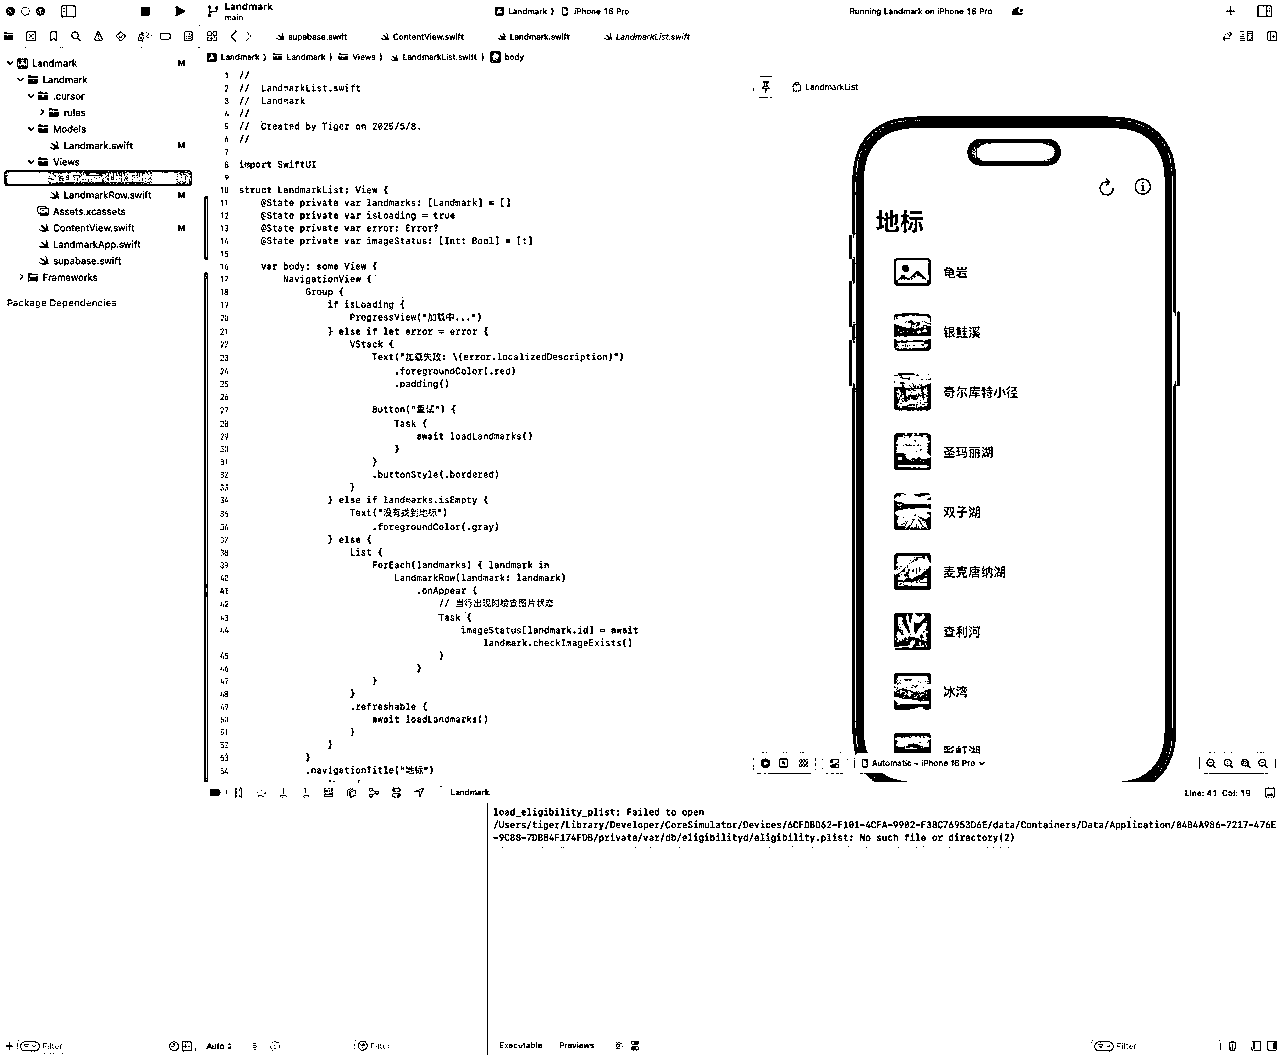 Landmark
main
Landmark
iPhone 16 Pro
Running Landmark on iPhone 16 Pro
supabase.swift
ContentView.swift
Landmark.swift
LandmarkList.swift
Landmark
Landmark
Views
LandmarkList.swift
body
Landmark M
Landmark
.cursor
rules
Models
Landmark.swift M
Views
LandmarkRow.swift M
Assets.xcassets
ContentView.swift M
LandmarkApp.swift
supabase.swift
Frameworks
Package Dependencies
1 //
2 // LandmarkList.swift
3 // Landmark
4 //
5 // Created by Tiger on 2025/5/8.
6 //
7
8 import SwiftUI
9
10 struct LandmarkList: View {
11 @State private var landmarks: [Landmark] = []
12 @State private var isLoading = true
13 @State private var error: Error?
14 @State private var imageStatus: [Int: Bool] = [:]
15
16 var body: some View {
17 NavigationView {
18 Group {
19 if isLoading {
20 ProgressView("加载中...")
21 } else if let error = error {
22 VStack {
23 Text("加载失败: \(error.localizedDescription)")
24 .foregroundColor(.red)
25 .padding()
26
27 Button("重试") {
28 Task {
29 await loadLandmarks()
30 }
31 }
32 .buttonStyle(.bordered)
33 }
34 } else if landmarks.isEmpty {
35 Text("没有找到地标")
36 .foregroundColor(.gray)
37 } else {
38 List {
39 ForEach(landmarks) { landmark in
40 LandmarkRow(landmark: landmark)
41 .onAppear {
42 // 当行出现时检查图片状态
43 Task {
44 imageStatus[landmark.id] = await
landmark.checkImageExists()
45 }
46 }
47 }
48 }
49 .refreshable {
50 await loadLandmarks()
51 }
52 }
53 }
54 .navigationTitle("地标")
LandmarkList
地标
龟岩
银鲑溪
奇尔库特小径
圣玛丽湖
双子湖
麦克唐纳湖
查利河
冰湾
彩虹湖
Automatic – iPhone 16 Pro
Landmark
Line: 41 Col: 19
load_eligibility_plist: Failed to open
/Users/tiger/Library/Developer/CoreSimulator/Devices/6CFDBD62-F101-4CFA-9902-F38C76953D6E/data/Containers/Data/Application/84B4A986-7217-476E
-9C88-7DBB4F174FDB/private/var/db/eligibilityd/eligibility.plist: No such file or directory(2)
Filter
Auto
Filter
Executable
Previews
Filter